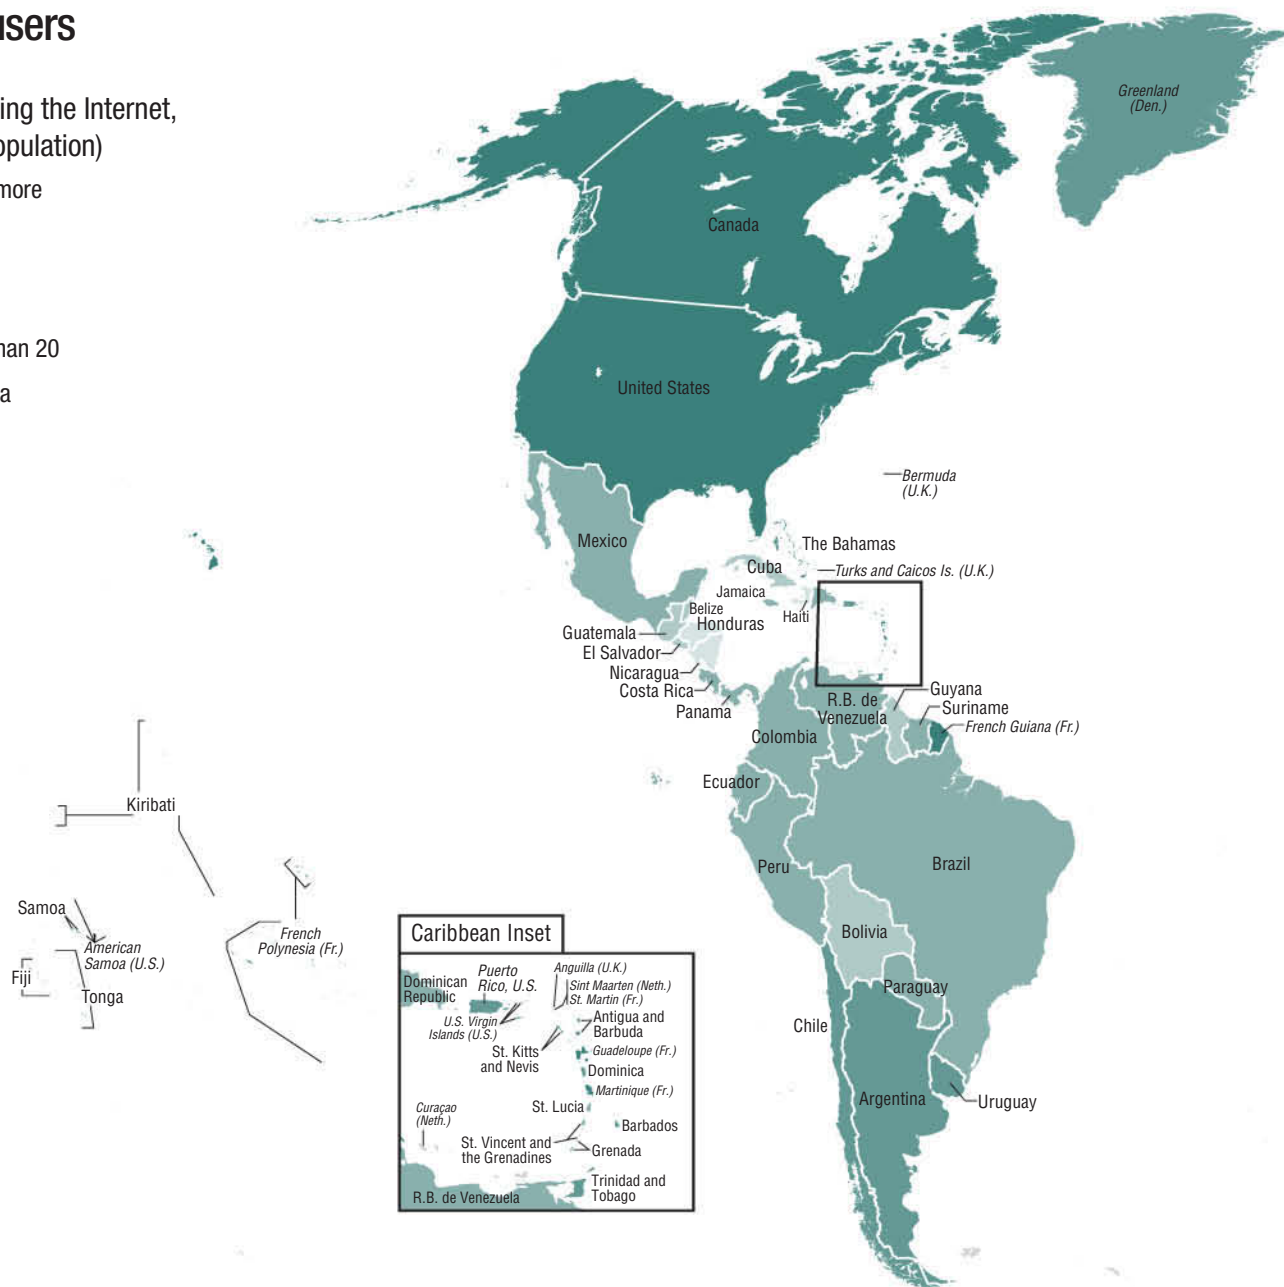 users
ing the Internet,
opulation)
more
han 20
a
Greenland
(Den.)
Canada
United States
Bermuda
(U.K.)
Mexico
The Bahamas
Cuba
Turks and Caicos Is. (U.K.)
Jamaica
Belize
Haiti
Honduras
Guatemala
El Salvador
Nicaragua
Costa Rica
Panama
Guyana
R.B. de
Venezuela
Suriname
French Guiana (Fr.)
Colombia
Ecuador
Kiribati
Peru
Brazil
Samoa
American
Samoa (U.S.)
French
Polynesia (Fr.)
Fiji
Tonga
Bolivia
Paraguay
Chile
Argentina
Uruguay
Caribbean Inset
Dominican
Republic
Puerto
Rico, U.S.
Anguilla (U.K.)
Sint Maarten (Neth.)
St. Martin (Fr.)
U.S. Virgin
Islands (U.S.)
Antigua and
Barbuda
St. Kitts
and Nevis
Guadeloupe (Fr.)
Dominica
Martinique (Fr.)
St. Lucia
Curaçao
(Neth.)
Barbados
St. Vincent and
the Grenadines
Grenada
Trinidad and
Tobago
R.B. de Venezuela